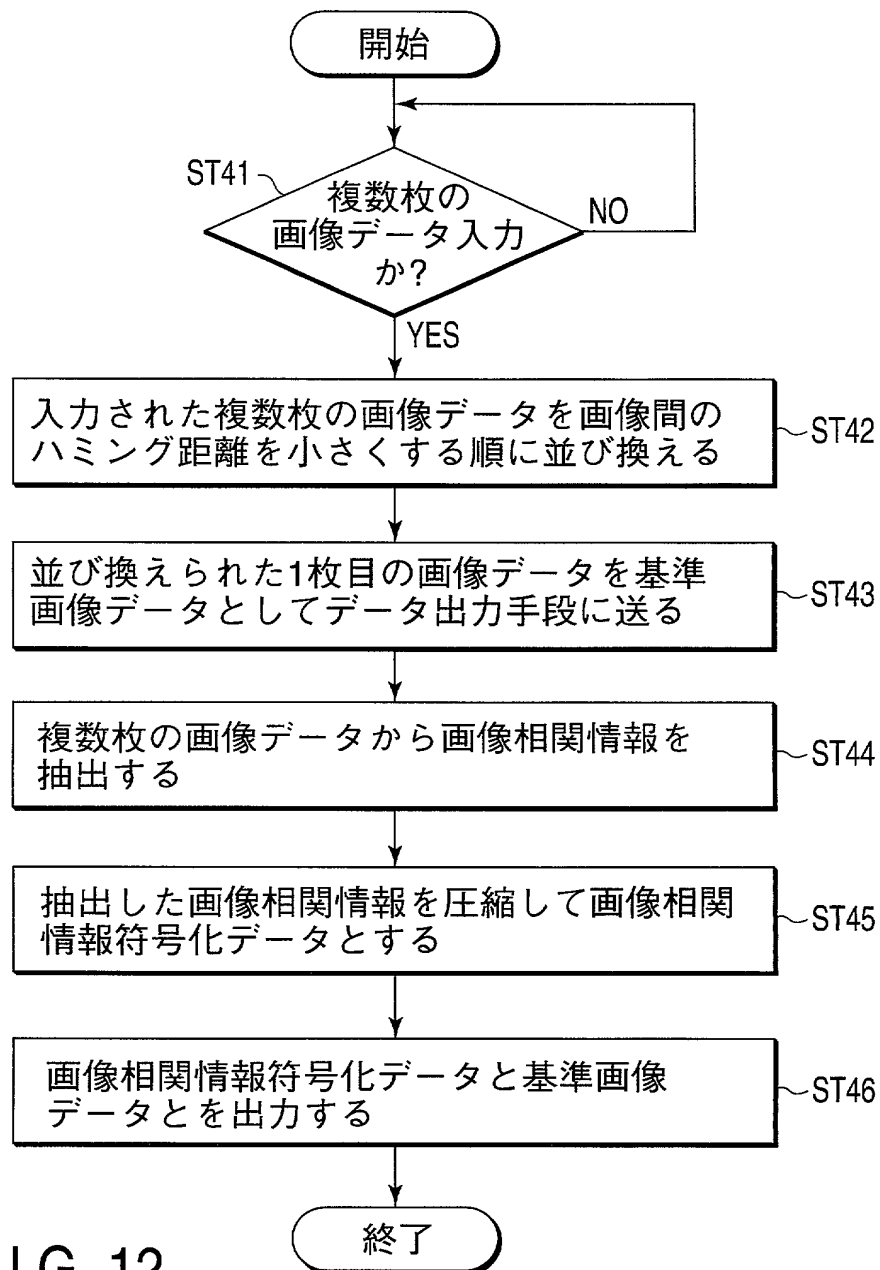 開始
ST41
複数枚の
画像データ入力
か?
NO
YES
入力された複数枚の画像データを画像間の
ハミング距離を小さくする順に並び換える
ST42
並び換えられた1枚目の画像データを基準
画像データとしてデータ出力手段に送る
ST43
複数枚の画像データから画像相関情報を
抽出する
ST44
抽出した画像相関情報を圧縮して画像相関
情報符号化データとする
ST45
画像相関情報符号化データと基準画像
データとを出力する
ST46
終了
I G. 12